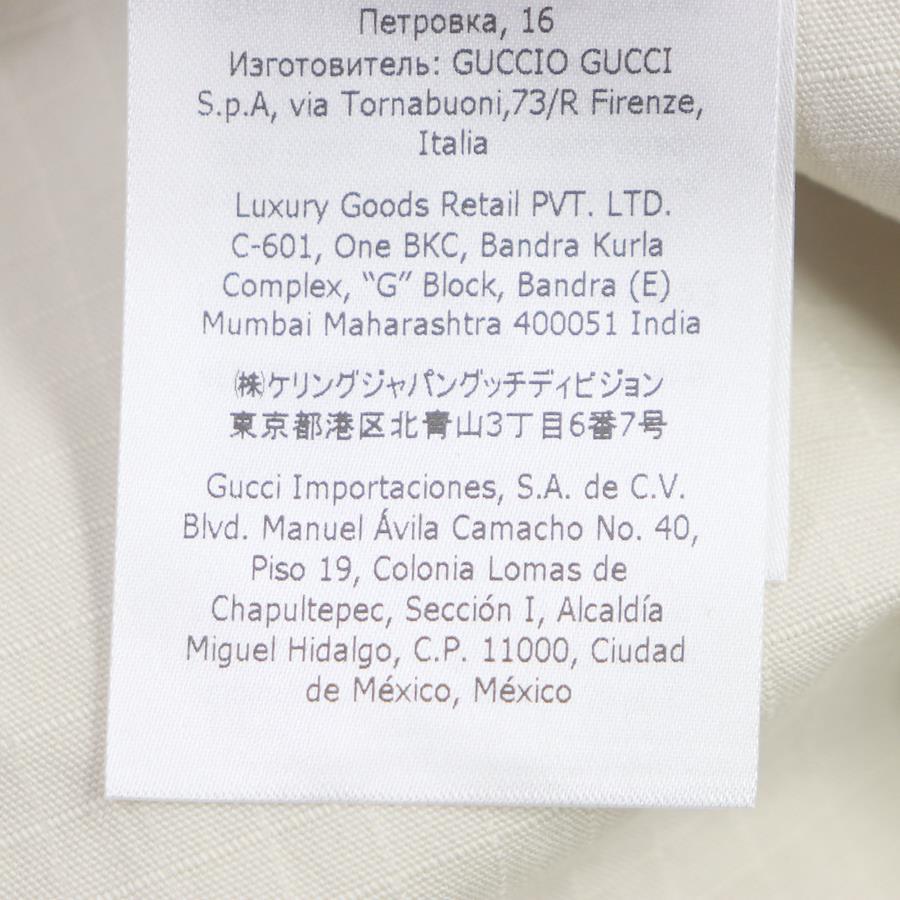 Петровка, 16
Изготовитель: GUCCIO GUCCI
S.p.A, via Tornabuoni,73/R Firenze,
Italia
Luxury Goods Retail PVT. LTD.
C-601, One BKC, Bandra Kurla
Complex, “G” Block, Bandra (E)
Mumbai Maharashtra 400051 India
㈱ケリングジャパングッチディビジョン
東京都港区北青山3丁目6番7号
Gucci Importaciones, S.A. de C.V.
Blvd. Manuel Ávila Camacho No. 40,
Piso 19, Colonia Lomas de
Chapultepec, Sección I, Alcaldía
Miguel Hidalgo, C.P. 11000, Ciudad
de México, México